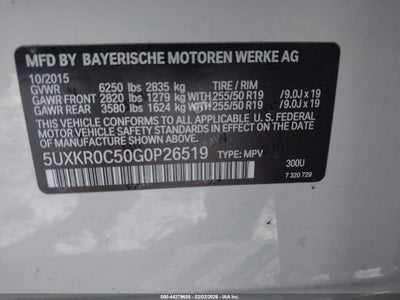 MFD BY BAYERISCHE MOTOREN WERKE AG
10/2015
GVWR 6250 lbs 2835 kg TIRE / RIM
GAWR FRONT 2820 lbs 1279 kg WITH 255/50 R19 /9.0J x 19
GAWR REAR 3580 lbs 1624 kg WITH 255/50 R19 /9.0J x 19
THIS VEHICLE CONFORMS TO ALL APPLICABLE U.S. FEDERAL
MOTOR VEHICLE SAFETY STANDARDS IN EFFECT ON THE
DATE OF MANUFACTURE SHOWN ABOVE.
5UXKR0C50G0P26519 TYPE: MPV
300U
7 320 729
000-44279658 - 02/02/2026 - IAA, Inc.